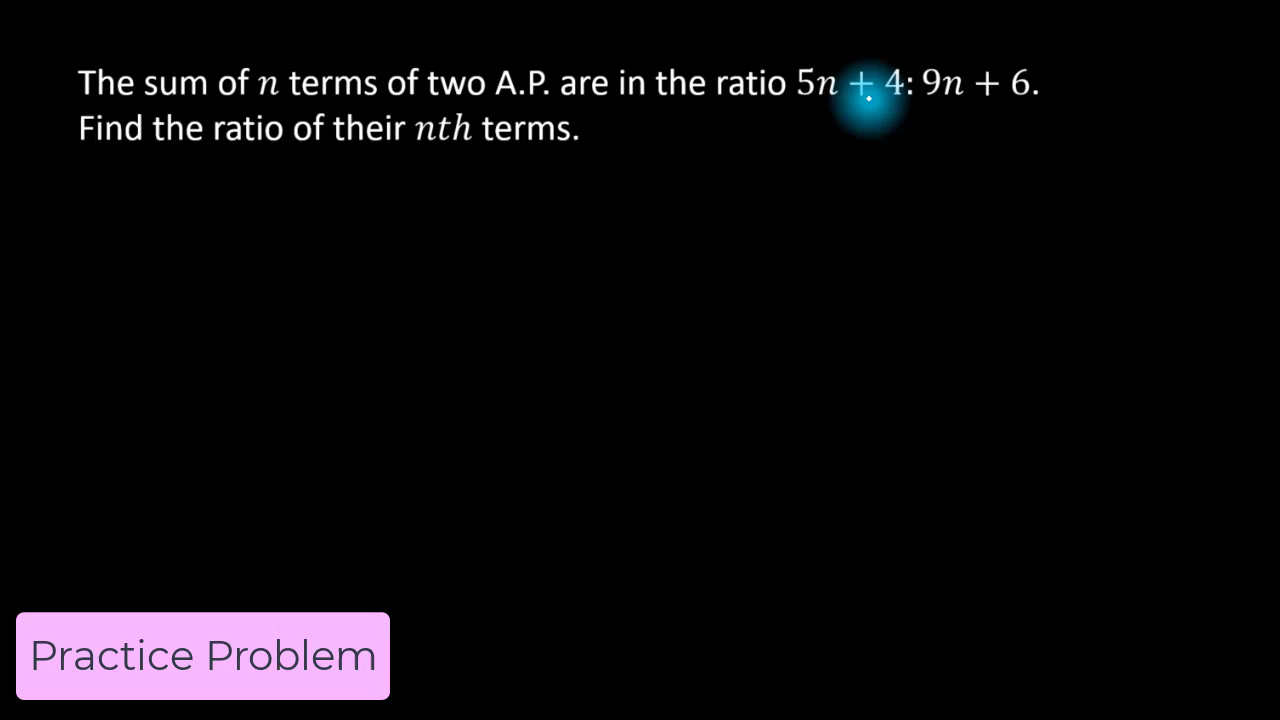 The sum of n terms of two A.P. are in the ratio 5n + 4: 9n + 6.
Find the ratio of their nth terms.
Practice Problem